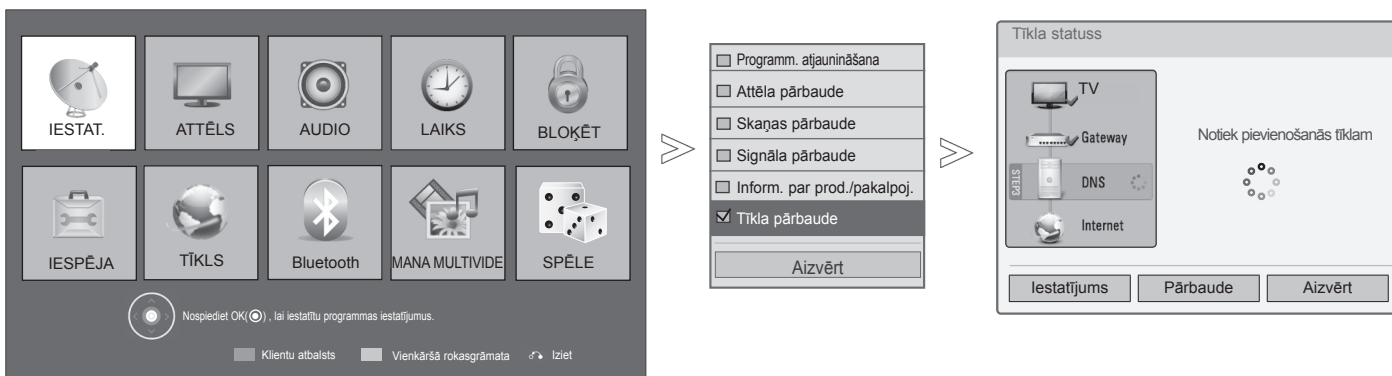 IESTAT.
ATTĒLS
AUDIO
LAIKS
BLOĶĒT
IESPĒJA
TĪKLS
Bluetooth
MANA MULTIVIDE
SPĒLE
Nospiediet OK( ) , lai iestatītu programmas iestatījumus.
Klientu atbalsts
Vienkāršā rokasgrāmata
Iziet
Programm. atjaunināšana
Attēla pārbaude
Skaņas pārbaude
Signāla pārbaude
Inform. par prod./pakalpoj.
Tīkla pārbaude
Aizvērt
Tīkla statuss
TV
Gateway
STEP3
DNS
Internet
Notiek pievienošanās tīklam
Iestatījums
Pārbaude
Aizvērt